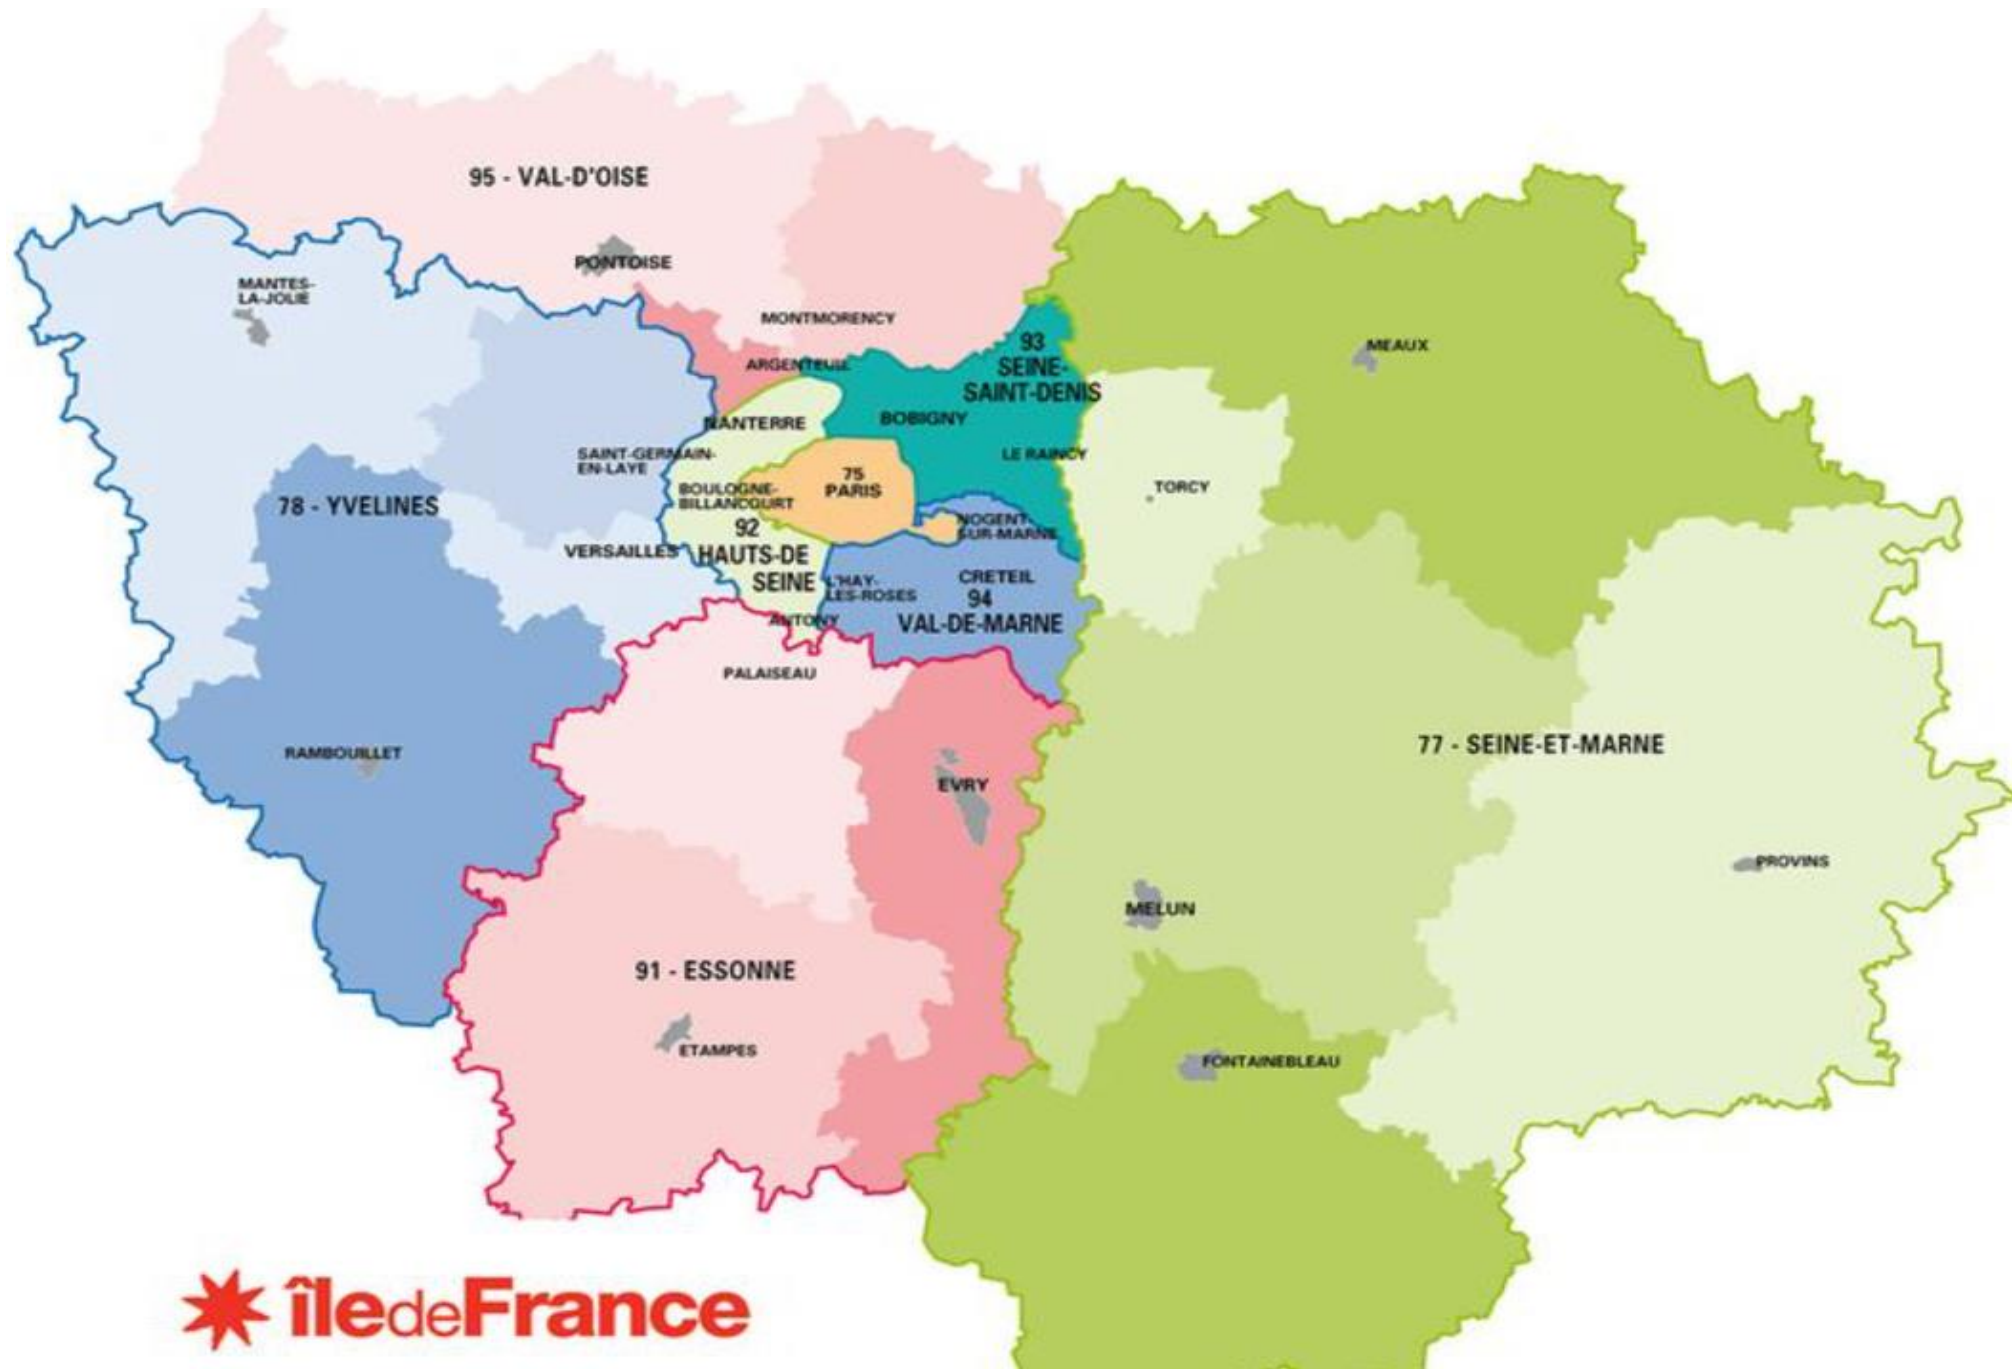 95 - VAL-D'OISE
PONTOISE
MANTES-
LA-JOLIE
MONTMORENCY
ARGENTEUIL
93
SEINE-
SAINT-DENIS
MEAUX
NANTERRE
BOBIGNY
SAINT-GERMAIN-
EN-LAYE
LE RAINCY
BOULOGNE-
BILLANCOURT
75
PARIS
TORCY
78 - YVELINES
92
HAUTS-DE
SEINE
NOGENT-
SUR-MARNE
VERSAILLES
L'HAY-
LES-ROSES
CRETEIL
94
VAL-DE-MARNE
ANTONY
PALAISEAU
RAMBOUILLET
77 - SEINE-ET-MARNE
EVRY
PROVINS
MELUN
91 - ESSONNE
ETAMPES
FONTAINEBLEAU
îledeFrance